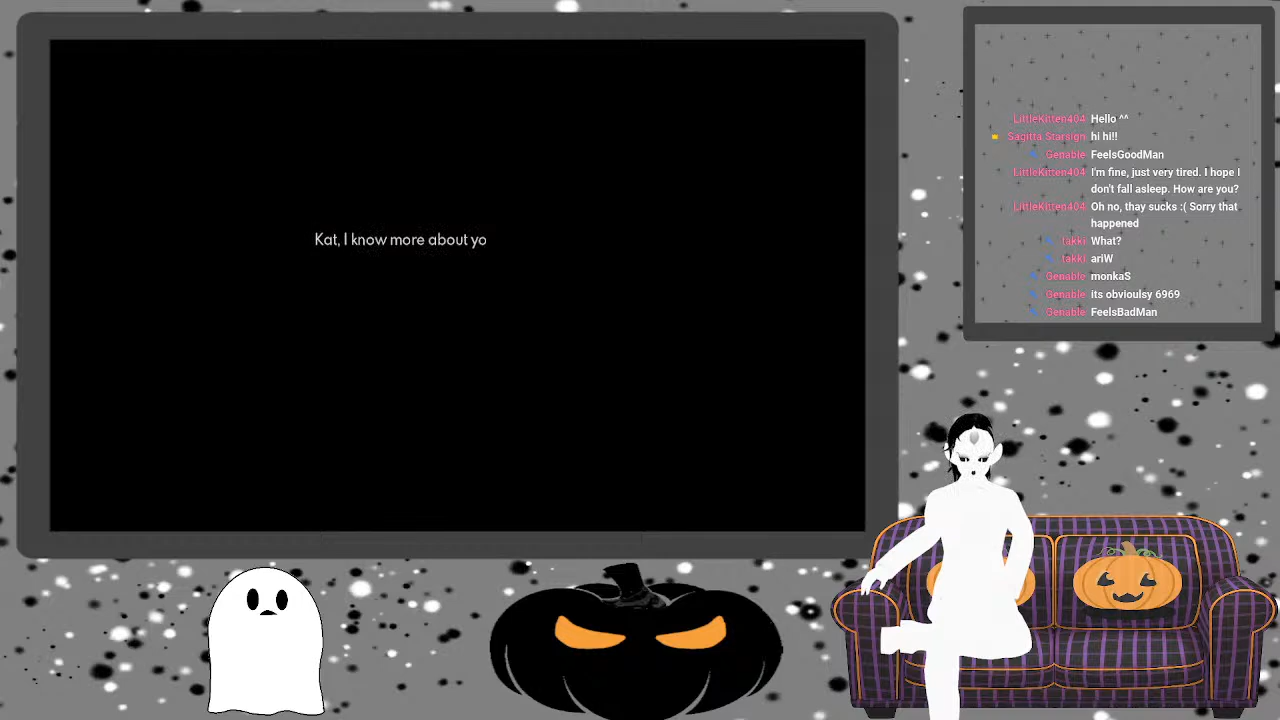 Kat, I know more about yo
LittleKitten404 Hello ^^
Sagitta Starsign hi hi!!
Genable FeelsGoodMan
LittleKitten404 I'm fine, just very tired. I hope I
don't fall asleep. How are you?
LittleKitten404 Oh no, thay sucks :( Sorry that
happened
takki What?
takki ariW
Genable monkaS
Genable its obvioulsy 6969
Genable FeelsBadMan